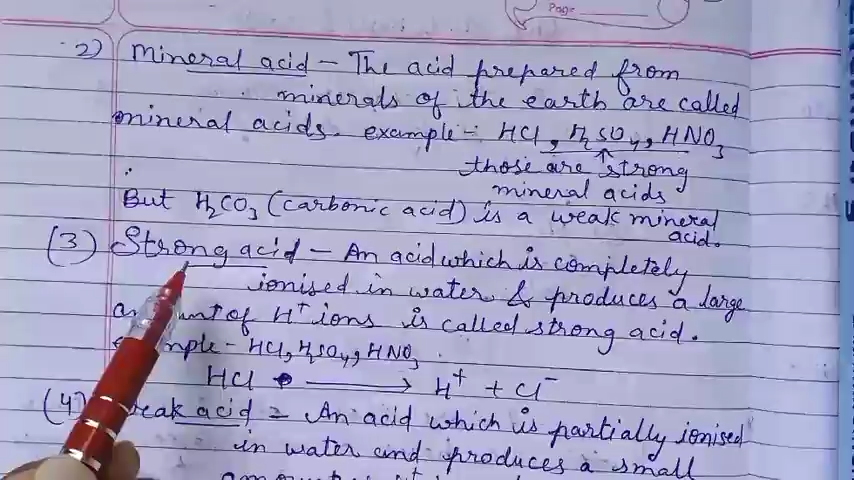 Page
2) Mineral acid - The acid prepared from
minerals of the earth are called
mineral acids. example - HCl, H₂SO₄, HNO₃
↑
those are strong
mineral acids
But H₂CO₃ (carbonic acid) is a weak mineral
acid.
(3) Strong acid - An acid which is completely
ionised in water & produces a large
of H⁺ ions is called strong acid.
HCl, H₂SO₄, HNO₃
HCl → H⁺ + Cl⁻
(4) weak acid = An acid which is partially ionised
in water and produces a small